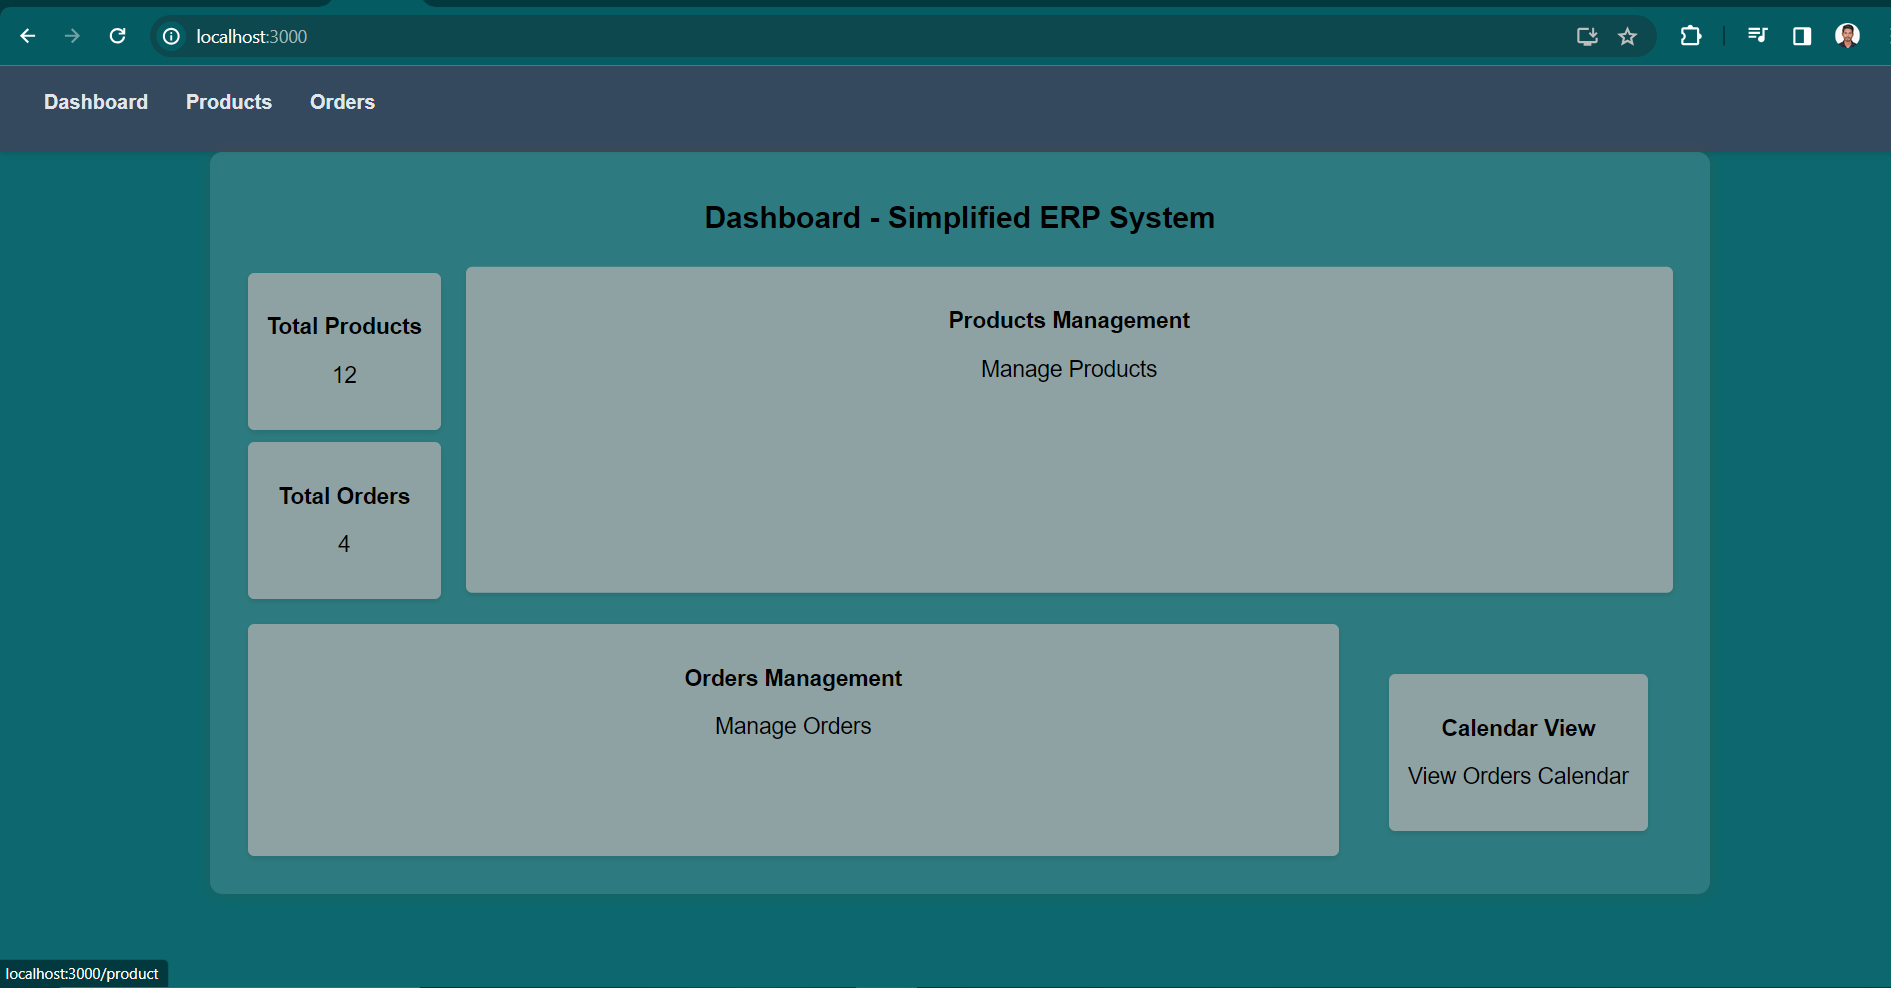 localhost:3000
Dashboard Products Orders
Dashboard - Simplified ERP System
Total Products
12
Products Management
Manage Products
Total Orders
4
Orders Management
Manage Orders
Calendar View
View Orders Calendar
localhost:3000/product